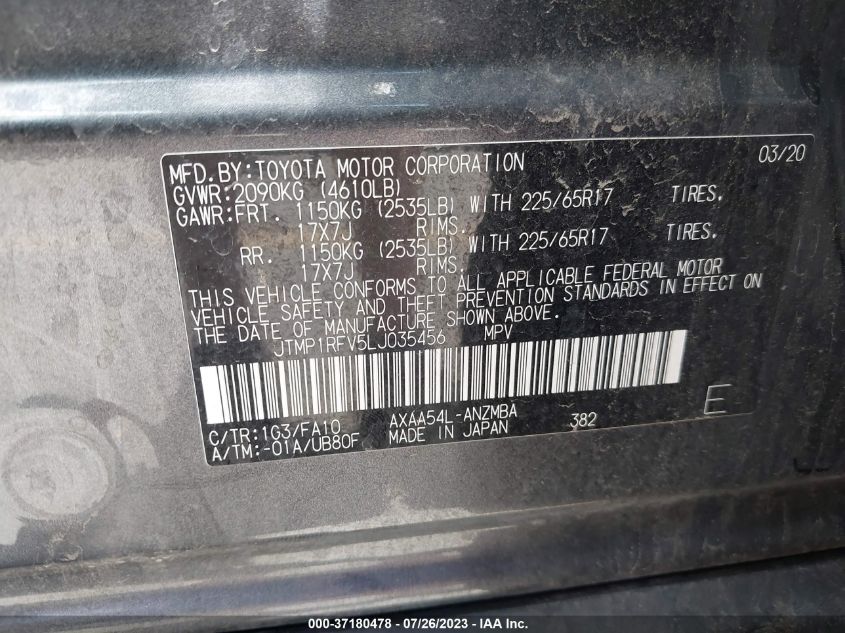 MFD.BY:TOYOTA MOTOR CORPORATION 03/20
GVWR:2090KG (4610LB)
GAWR:FRT. 1150KG (2535LB) WITH 225/65R17 TIRES.
17X7J RIMS.
RR. 1150KG (2535LB) WITH 225/65R17 TIRES.
17X7J RIMS.
THIS VEHICLE CONFORMS TO ALL APPLICABLE FEDERAL MOTOR
VEHICLE SAFETY AND THEFT PREVENTION STANDARDS IN EFFECT ON
THE DATE OF MANUFACTURE SHOWN ABOVE.
JTMP1RFV5LJ035456 MPV
C/TR:1G3/FA10 AXAA54L-ANZMBA 382 E
A/TM:-01A/UB80F MADE IN JAPAN
000-37180478 - 07/26/2023 - IAA Inc.